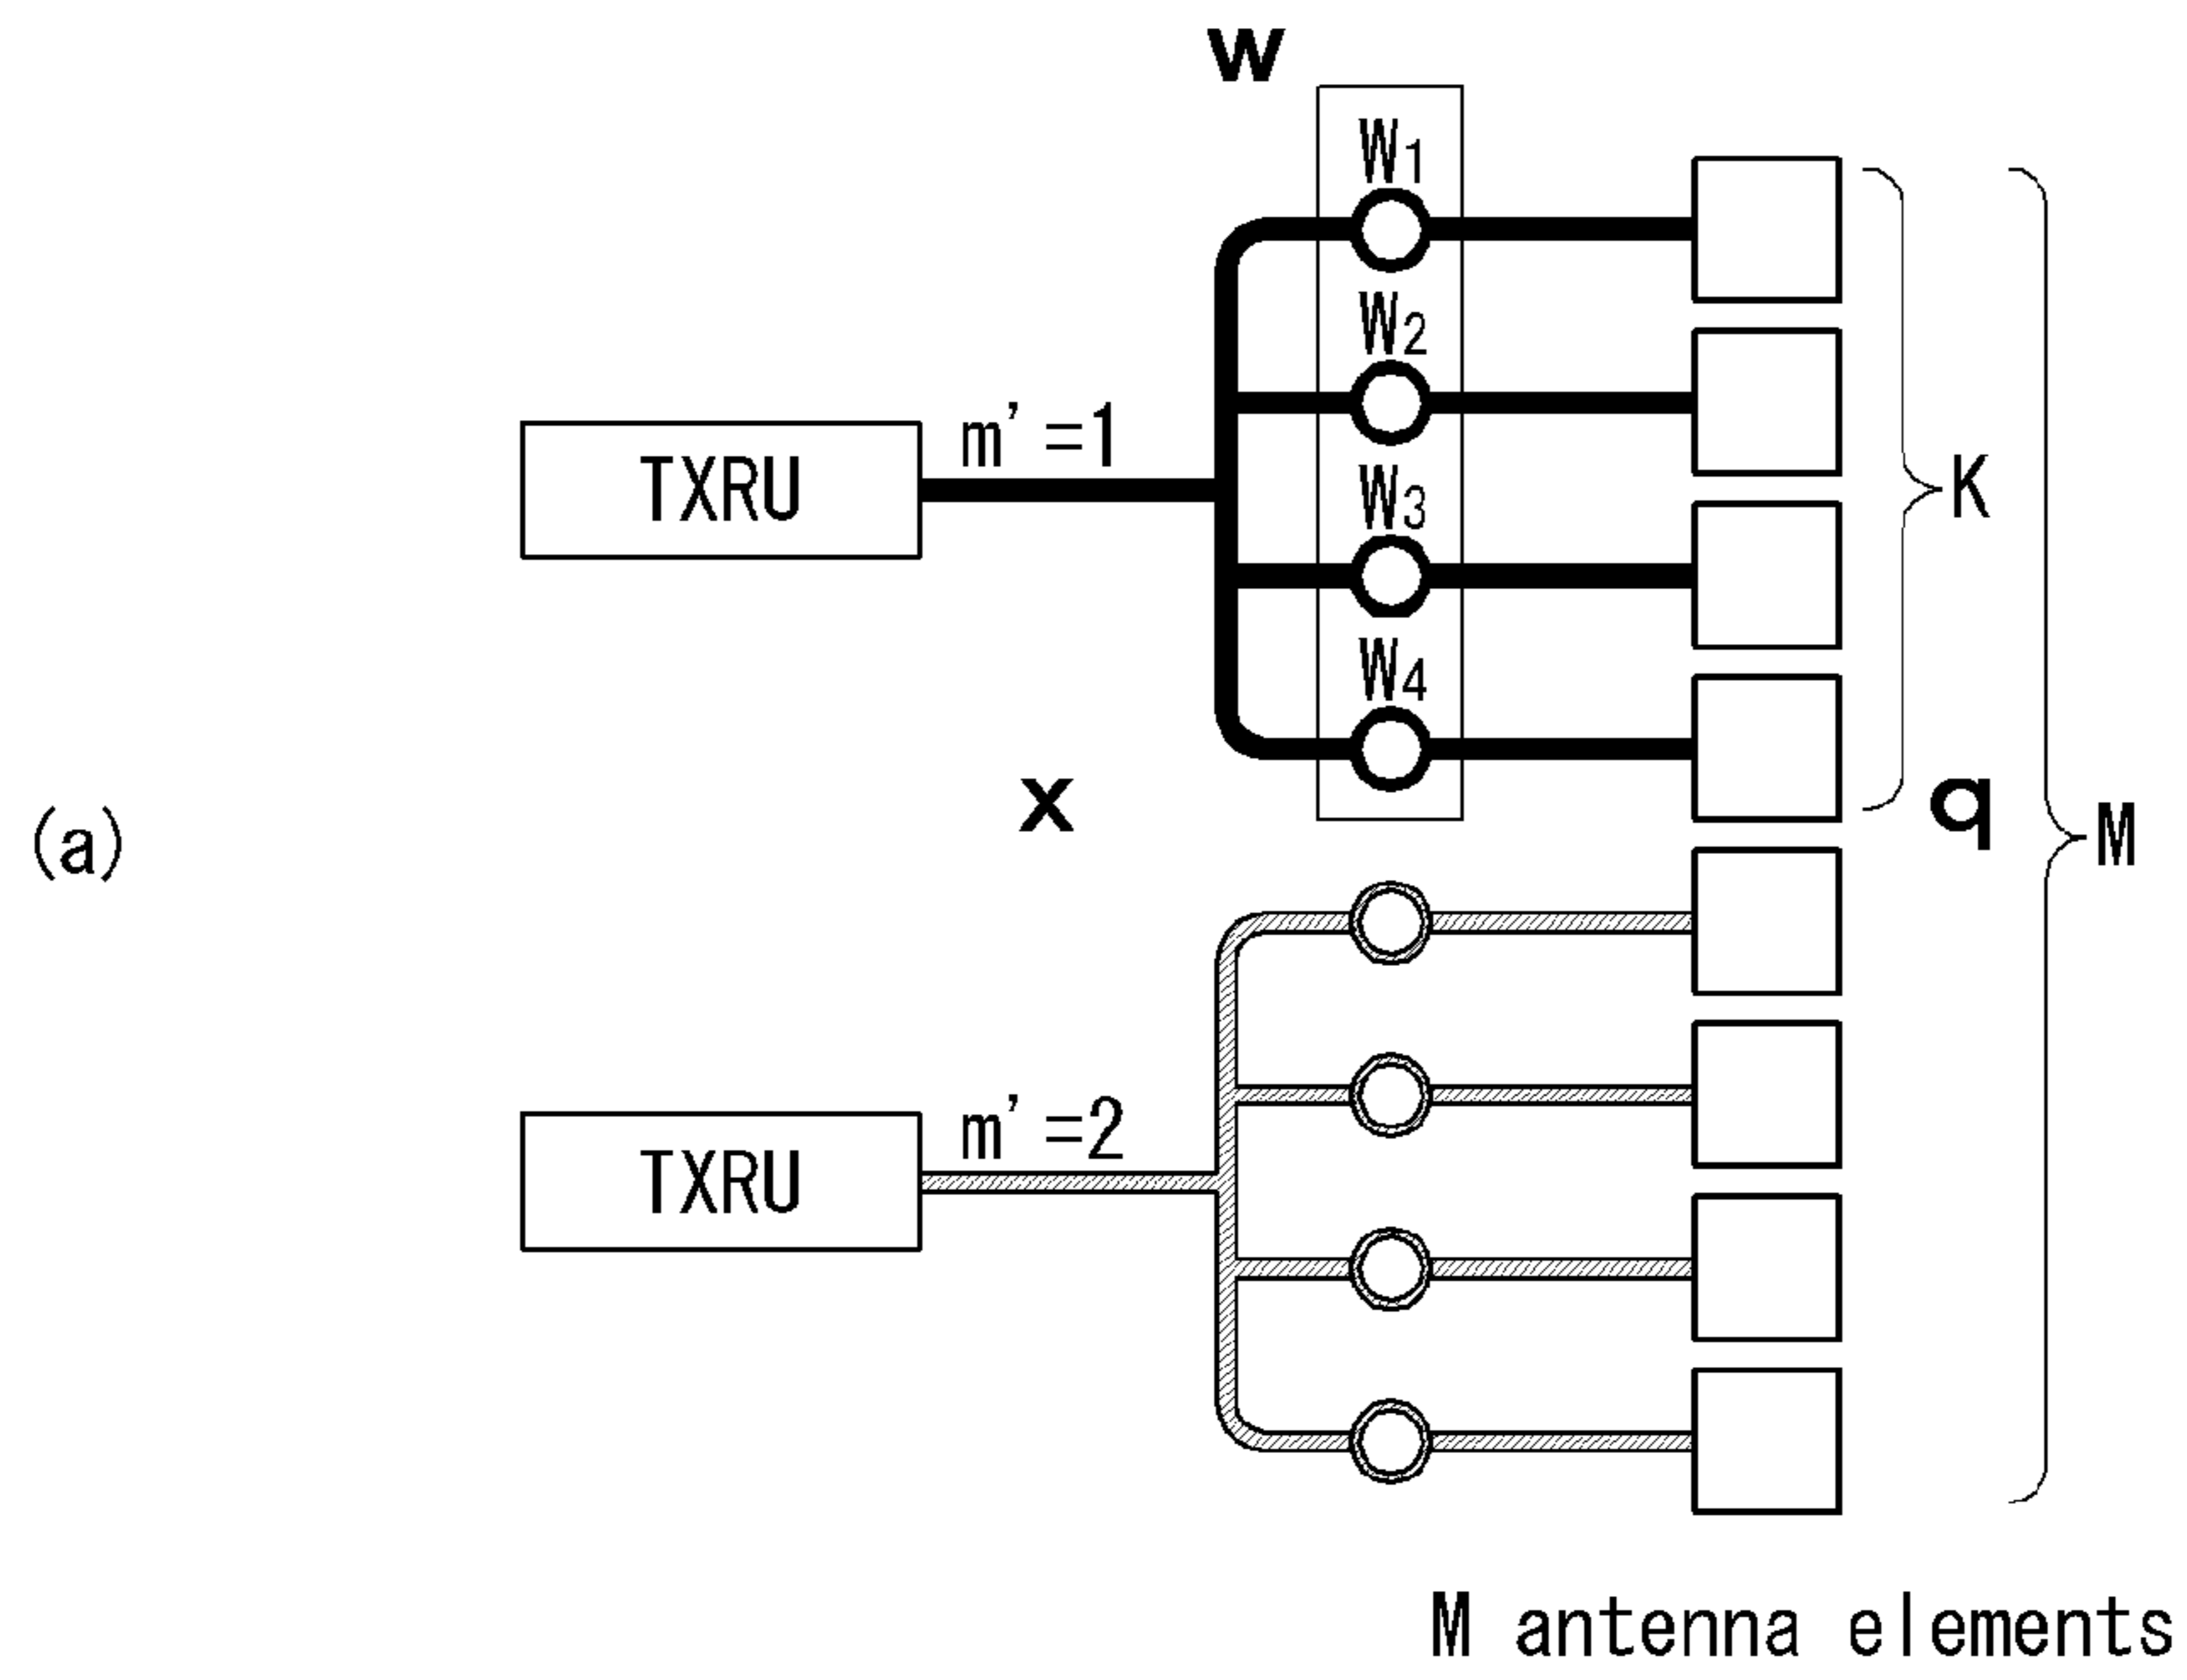 w
W1
W2
m'=1
TXRU
W3
K
W4
x
q
(a)
M
m'=2
TXRU
M antenna elements